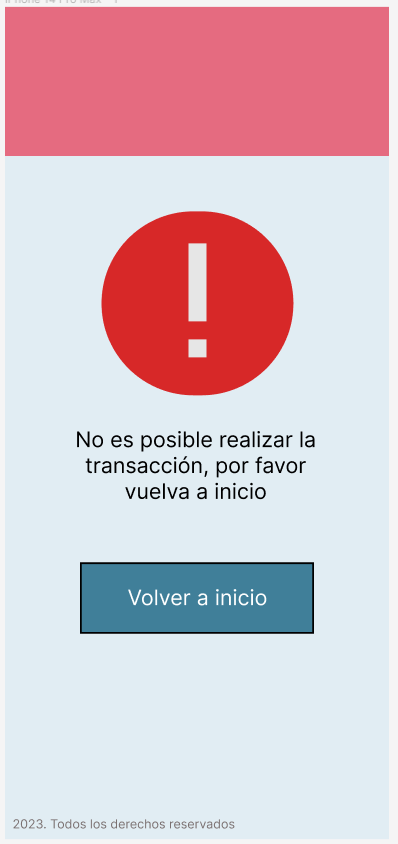 No es posible realizar la
transacción, por favor
vuelva a inicio
Volver a inicio
2023. Todos los derechos reservados